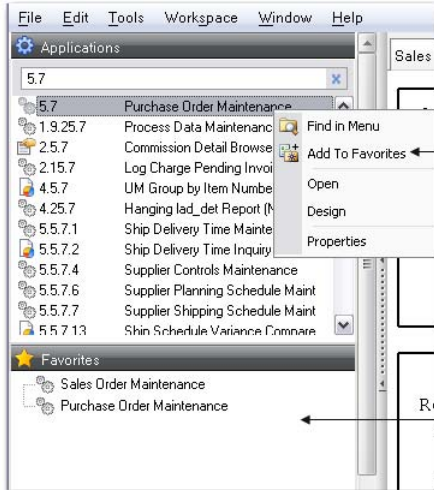 File Edit Tools Workspace Window Help
Applications
Sales
5.7
5.7 Purchase Order Maintenance
1.9.25.7 Process Data Maintenanc
Find in Menu
2.5.7 Commission Detail Browse
Add To Favorites
2.15.7 Log Charge Pending Invoi
4.5.7 UM Group by Item Numbe
Open
4.25.7 Hanging lad_det Report (
Design
5.5.7.1 Ship Delivery Time Mainte
5.5.7.2 Ship Delivery Time Inquiry
Properties
5.5.7.4 Supplier Controls Maintenance
5.5.7.6 Supplier Planning Schedule Maint
5.5.7.7 Supplier Shipping Schedule Maint
5.5.7.13 Ship Schedule Variance Compare
Favorites
Sales Order Maintenance
Purchase Order Maintenance